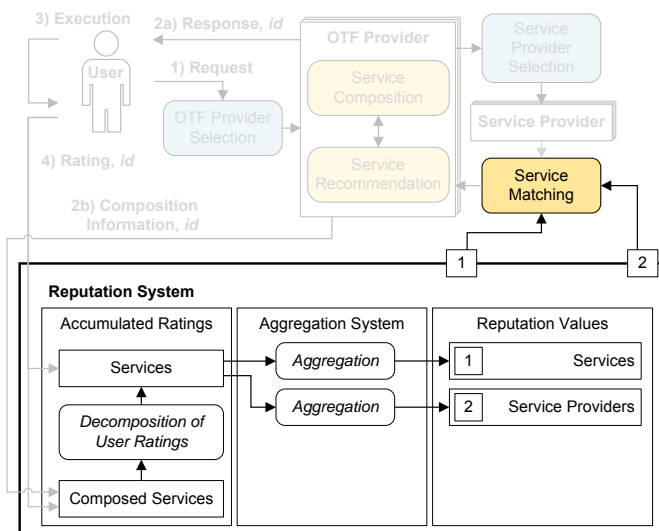 3) Execution
2a) Response, id
User
1) Request
OTF Provider
Selection
4) Rating, id
2b) Composition
Information, id
OTF Provider
Service
Composition
Service
Recommendation
Service
Provider
Selection
Service Provider
Service
Matching
1
2
Reputation System
Accumulated Ratings
Services
Decomposition of
User Ratings
Composed Services
Aggregation System
Aggregation
Aggregation
Reputation Values
1 Services
2 Service Providers